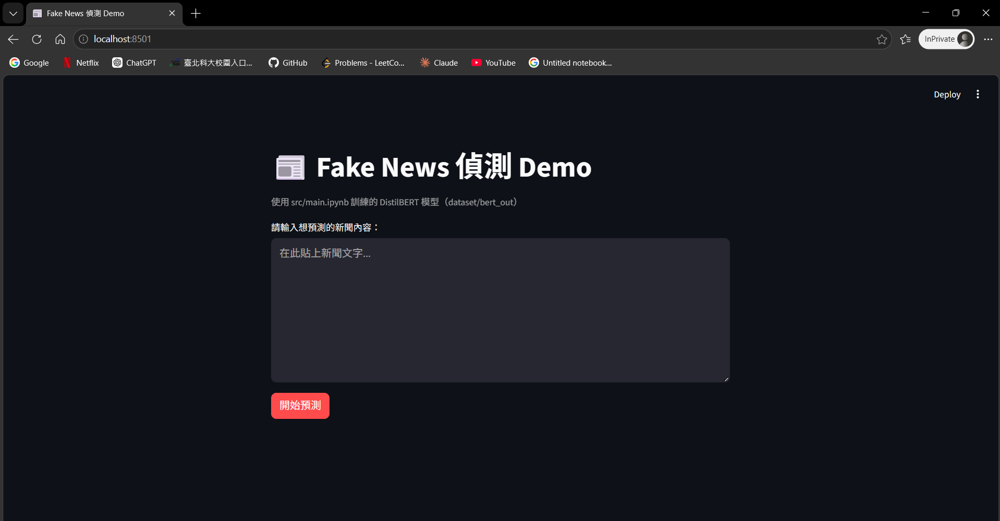 Fake News 偵測 Demo
localhost:8501
InPrivate
Google
Netflix
ChatGPT
臺北科大校園入口...
GitHub
Problems - LeetCo...
Claude
YouTube
Untitled notebook...
Deploy
Fake News 偵測 Demo
使用 src/main.ipynb 訓練的 DistilBERT 模型（dataset/bert_out）
請輸入想預測的新聞內容：
在此貼上新聞文字...
開始預測